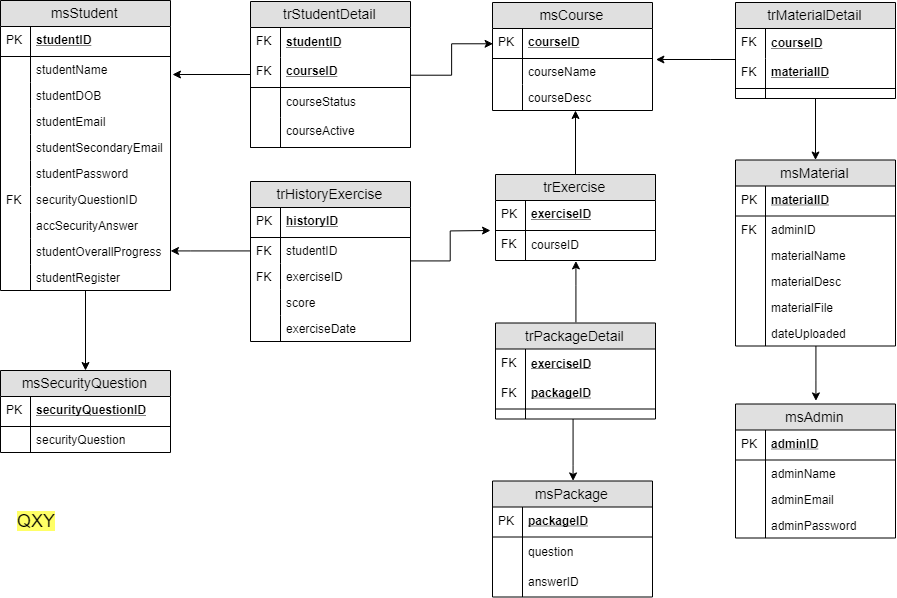 msStudent
PK studentID
studentName
studentDOB
studentEmail
studentSecondaryEmail
studentPassword
FK securityQuestionID
accSecurityAnswer
studentOverallProgress
studentRegister
msSecurityQuestion
PK securityQuestionID
securityQuestion
QXY
trStudentDetail
FK studentID
FK courseID
courseStatus
courseActive
trHistoryExercise
PK historyID
FK studentID
FK exerciseID
score
exerciseDate
msCourse
PK courseID
courseName
courseDesc
trExercise
PK exerciseID
FK courseID
trPackageDetail
FK exerciseID
FK packageID
msPackage
PK packageID
question
answerID
trMaterialDetail
FK courseID
FK materialID
msMaterial
PK materialID
FK adminID
materialName
materialDesc
materialFile
dateUploaded
msAdmin
PK adminID
adminName
adminEmail
adminPassword